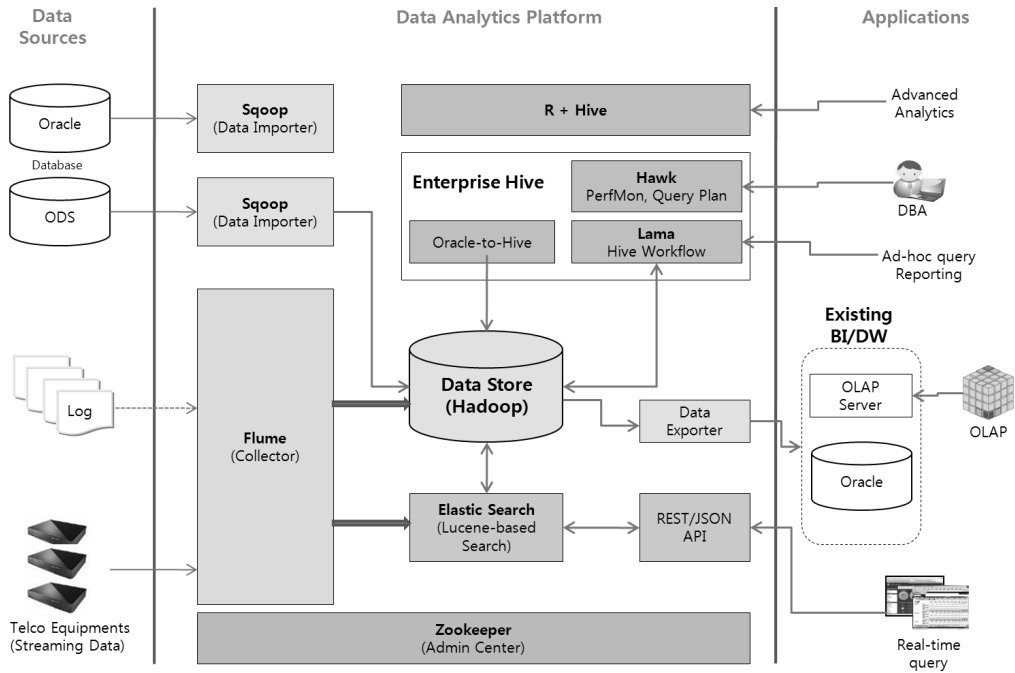 Data
Sources
Data Analytics Platform
Applications
Oracle
Database
ODS
Sqoop
(Data Importer)
Sqoop
(Data Importer)
R + Hive
Advanced
Analytics
Enterprise Hive
Hawk
PerfMon, Query Plan
DBA
Oracle-to-Hive
Lama
Hive Workflow
Ad-hoc query
Reporting
Log
Flume
(Collector)
Data Store
(Hadoop)
Data
Exporter
Existing
BI/DW
OLAP
Server
Oracle
OLAP
Elastic Search
(Lucene-based
Search)
REST/JSON
API
Telco Equipments
(Streaming Data)
Zookeeper
(Admin Center)
Real-time
query